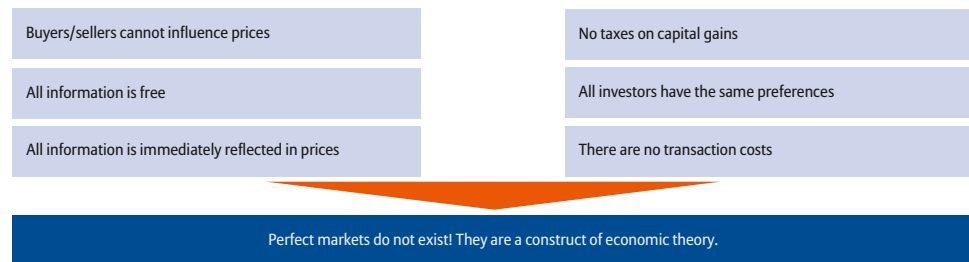 Buyers/sellers cannot influence prices
No taxes on capital gains
All information is free
All investors have the same preferences
All information is immediately reflected in prices
There are no transaction costs
Perfect markets do not exist! They are a construct of economic theory.